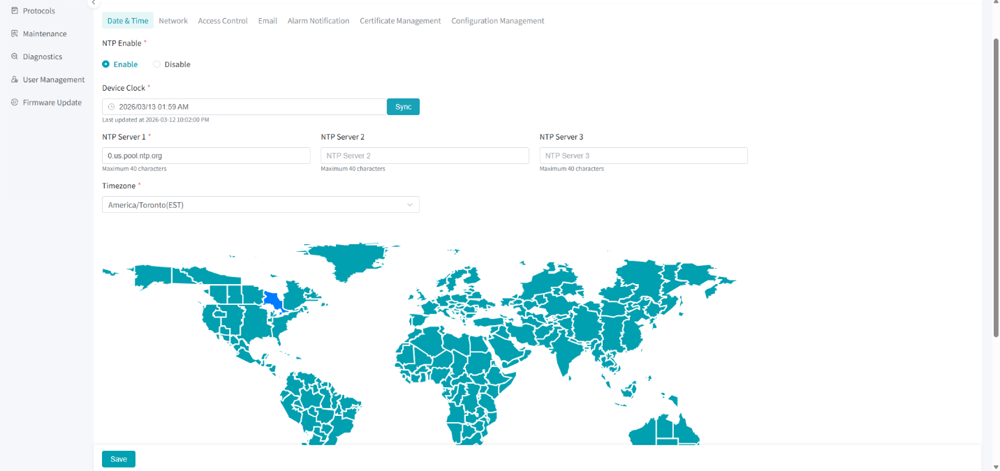 Protocols
Maintenance
Diagnostics
User Management
Firmware Update
Date & Time Network Access Control Email Alarm Notification Certificate Management Configuration Management
NTP Enable *
Enable Disable
Device Clock *
2026/03/13 01:59 AM Sync
Last updated at 2026-03-12 10:02:00 PM
NTP Server 1 * NTP Server 2 NTP Server 3
0.us.pool.ntp.org NTP Server 2 NTP Server 3
Maximum 40 characters Maximum 40 characters Maximum 40 characters
Timezone *
America/Toronto(EST)
Save